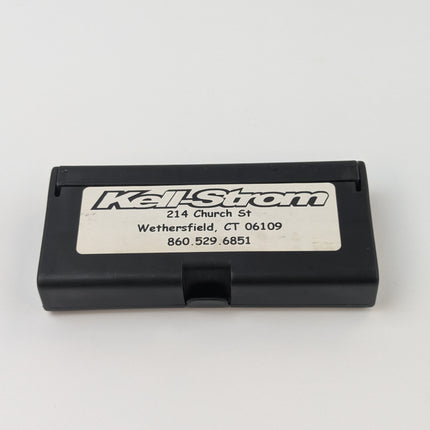 Kell-Strom
214 Church St
Wethersfield, CT 06109
860.529.6851